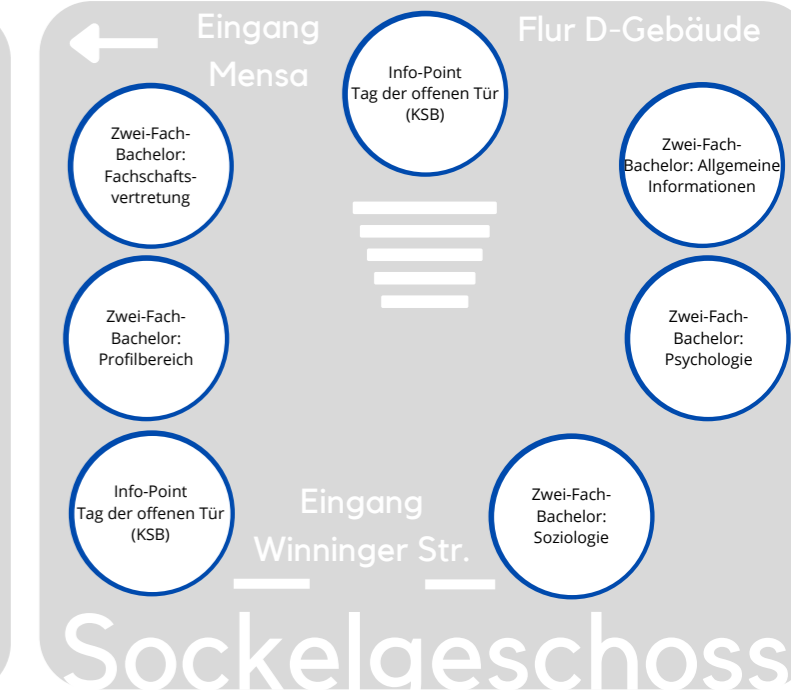 Eingang
Mensa
Flur D-Gebäude
Info-Point
Tag der offenen Tür
(KSB)
Zwei-Fach-
Bachelor:
Fachschafts-
vertretung
Zwei-Fach-
Bachelor: Allgemeine
Informationen
Zwei-Fach-
Bachelor:
Profilbereich
Zwei-Fach-
Bachelor:
Psychologie
Info-Point
Tag der offenen Tür
(KSB)
Eingang
Winninger Str.
Zwei-Fach-
Bachelor:
Soziologie
Sockelgeschoss